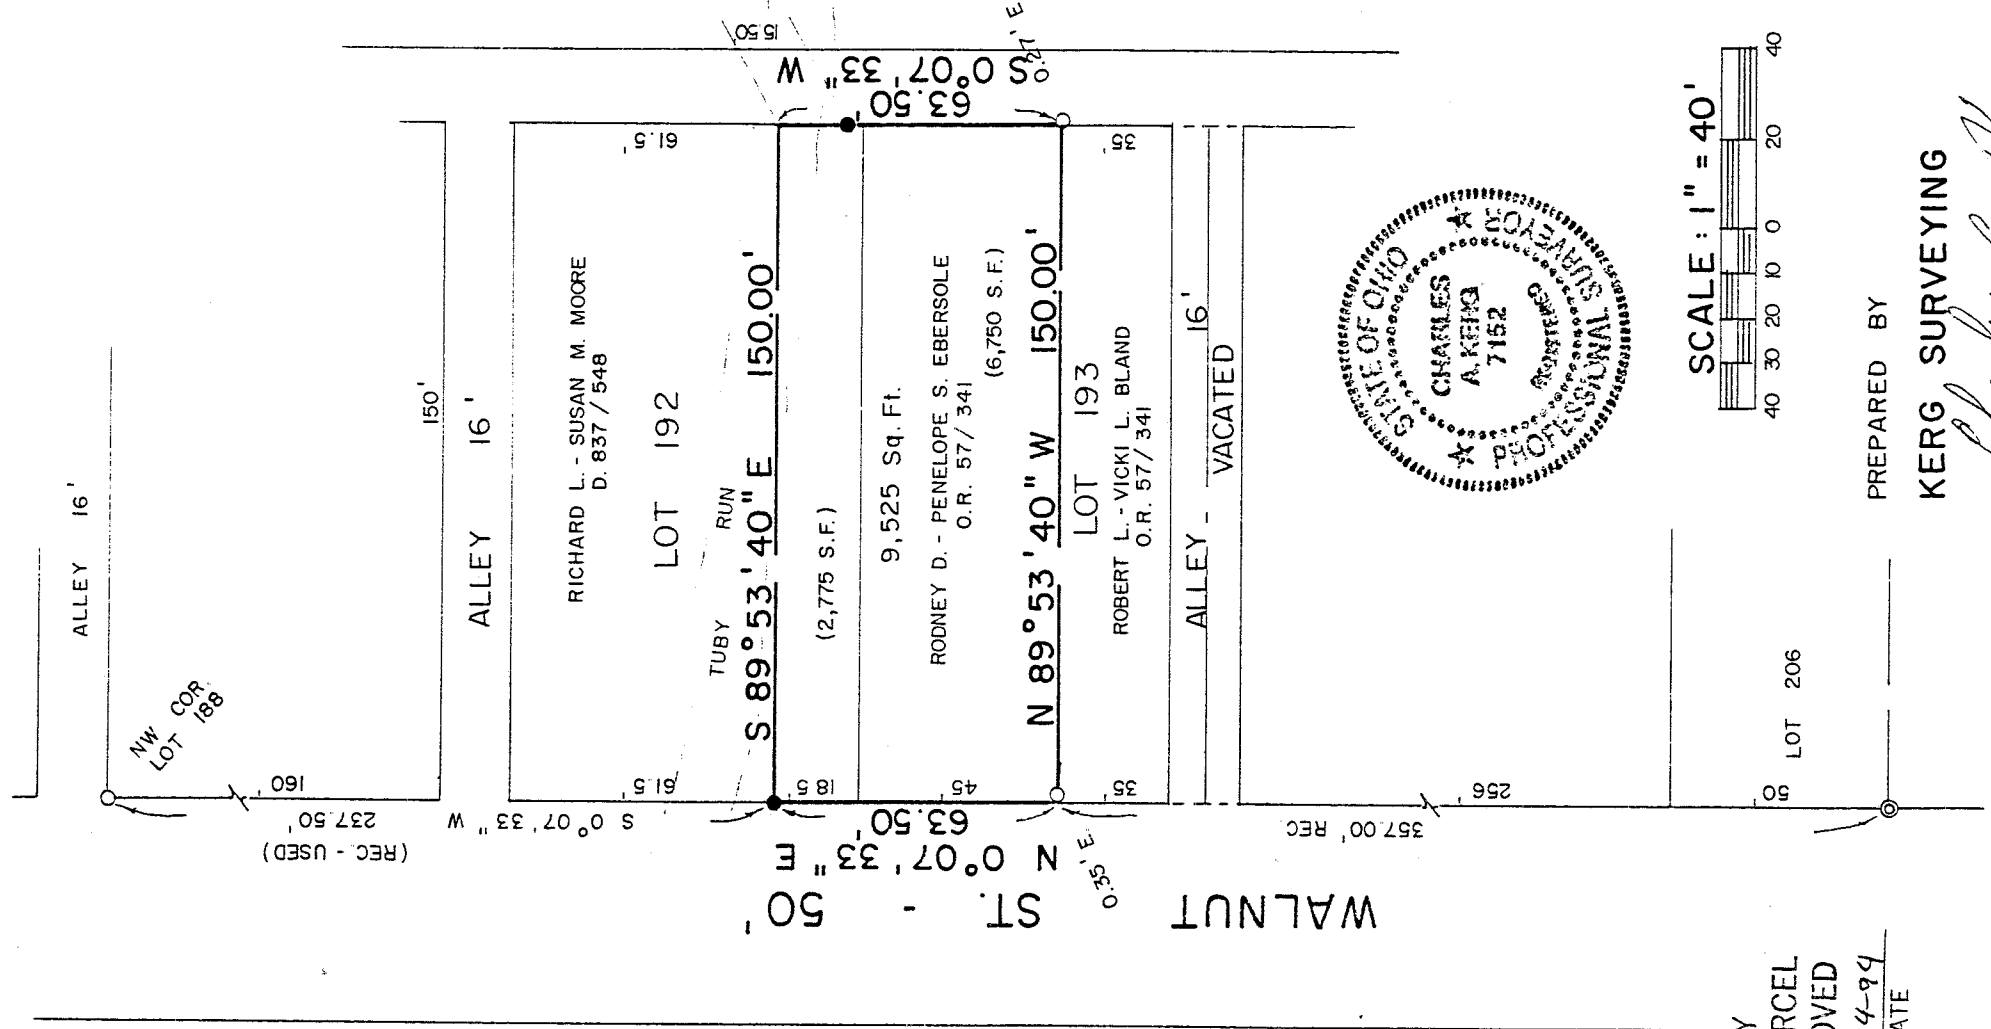 ALLEY 16'
NW COR.
LOT 188
160'
237.50'
(REC.-USED)
S 0°07'33" W
150'
ALLEY 16'
RICHARD L. - SUSAN M. MOORE
D. 837 / 548
LOT 192
61.5'
61.5'
TUBY RUN
15.50'
S 89°53'40" E 150.00'
(2,775 S.F.)
18.5
9,525 Sq. Ft.
RODNEY D. - PENELOPE S. EBERSOLE
O.R. 57/341
(6,750 S.F.)
45'
63.50'
N 0°07'33" E
S 0°07'33" W
63.50'
0.27' E
0.35' E
N 89°53'40" W 150.00'
LOT 193
ROBERT L. - VICKI L. BLAND
O.R. 57/341
35'
35'
ALLEY - 16'
VACATED
WALNUT ST. - 50'
357.00' REC
256'
50
LOT 206
STATE OF OHIO
CHARLES
A. KERG
7152
REGISTERED
PROFESSIONAL SURVEYOR
SCALE: 1" = 40'
40 30 20 10 0 20 40
PREPARED BY
KERG SURVEYING
4-94